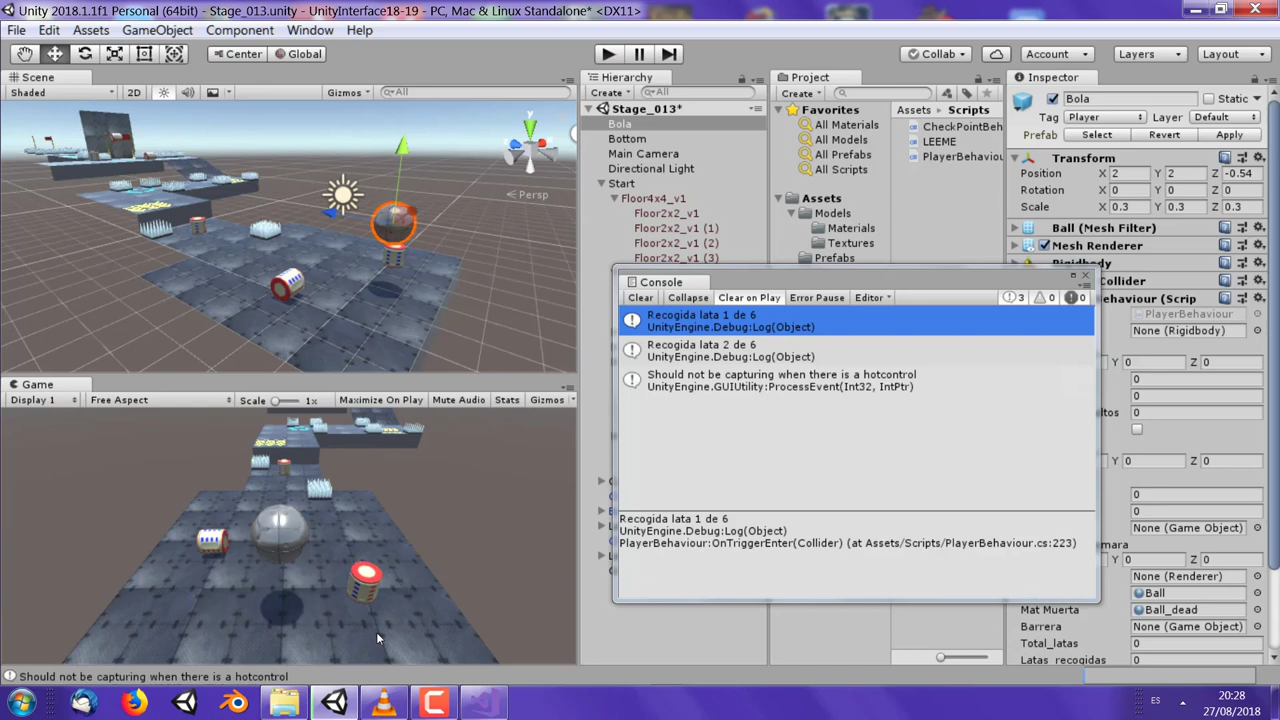 Unity 2018.1.1f1 Personal (64bit) - Stage_013.unity - UnityInterface18-19 - PC, Mac & Linux Standalone* <DX11>
File Edit Assets GameObject Component Window Help
Center Global Collab Account Layers Layout
Scene
Shaded 2D Gizmos All
y
Persp
Game
Display 1 Free Aspect Scale 1x Maximize On Play Mute Audio Stats Gizmos
Hierarchy
Create All
Stage_013*
Bola
Bottom
Main Camera
Directional Light
Start
Floor4x4_v1
Floor2x2_v1
Floor2x2_v1 (1)
Floor2x2_v1 (2)
Floor2x2_v1 (3)
Project
Create
Favorites
All Materials
All Models
All Prefabs
All Scripts
Assets
Models
Materials
Textures
Prefabs
Assets Scripts
CheckPointBeh
LEEME
PlayerBehaviou
Console
Clear Collapse Clear on Play Error Pause Editor 3 0 0
Recogida lata 1 de 6
UnityEngine.Debug:Log(Object)
Recogida lata 2 de 6
UnityEngine.Debug:Log(Object)
Should not be capturing when there is a hotcontrol
UnityEngine.GUIUtility:ProcessEvent(Int32, IntPtr)
Recogida lata 1 de 6
UnityEngine.Debug:Log(Object)
PlayerBehaviour:OnTriggerEnter(Collider) (at Assets/Scripts/PlayerBehaviour.cs:223)
Inspector
Bola Static
Tag Player Layer Default
Prefab Select Revert Apply
Transform
Position X 2 Y 2 Z -0.54
Rotation X 0 Y 0 Z 0
Scale X 0.3 Y 0.3 Z 0.3
Ball (Mesh Filter)
Mesh Renderer
Rigidbody
Collider
ehaviour (Scrip
PlayerBehaviour
None (Rigidbody)
Y 0 Z 0
0
0
ltos 0
Y 0 Z 0
0
0
None (Game Object)
mara
Y 0 Z 0
None (Renderer)
Ball
Mat Muerta Ball_dead
Barrera None (Game Object)
Total_latas 0
Latas_recogidas 0
Should not be capturing when there is a hotcontrol
ES
20:28
27/08/2018